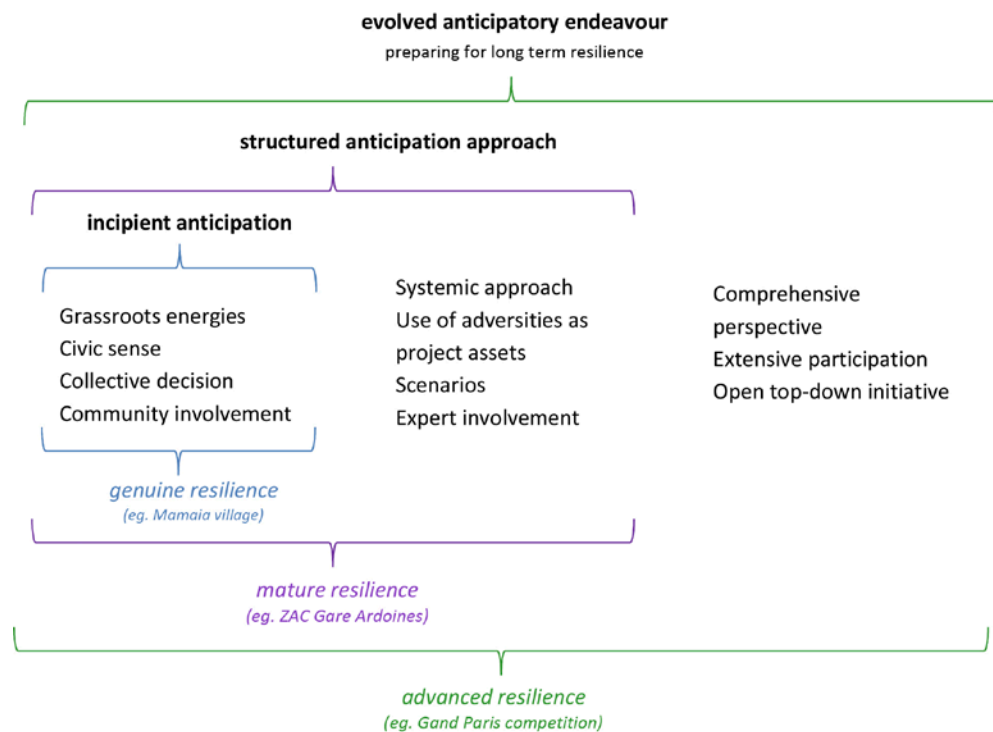 evolved anticipatory endeavour
preparing for long term resilience
structured anticipation approach
incipient anticipation
Grassroots energies
Civic sense
Collective decision
Community involvement
Systemic approach
Use of adversities as
project assets
Scenarios
Expert involvement
Comprehensive
perspective
Extensive participation
Open top-down initiative
genuine resilience
(eg. Mamaia village)
mature resilience
(eg. ZAC Gare Ardoines)
advanced resilience
(eg. Gand Paris competition)